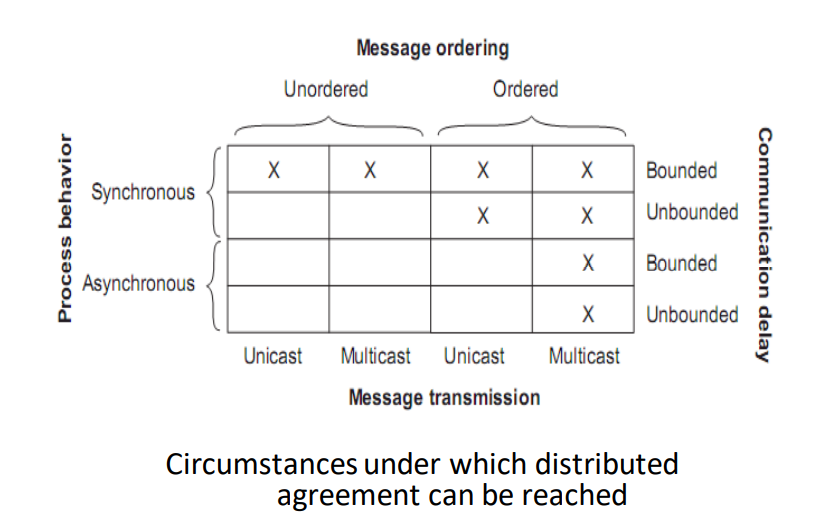 Message ordering
Unordered Ordered
Process behavior
Communication delay
Synchronous
Asynchronous
X X X X Bounded
X X Unbounded
X Bounded
X Unbounded
Unicast Multicast Unicast Multicast
Message transmission
Circumstances under which distributed
agreement can be reached